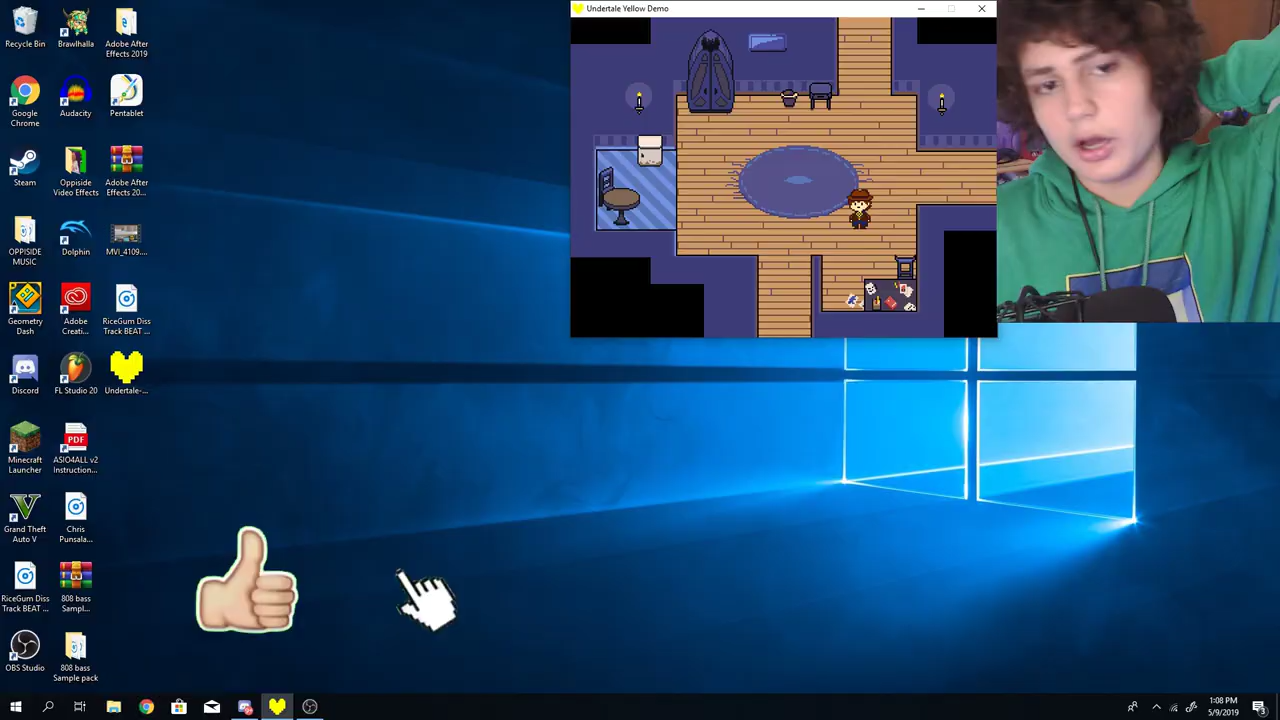 Undertale Yellow Demo
Recycle Bin
Brawlhalla
Adobe After
Effects 2019
Google
Chrome
Audacity
Pentablet
Steam
Oppiside
Video Effects
Adobe After
Effects 20...
OPPISIDE
MUSIC
Dolphin
MVI_4109....
Geometry
Dash
Adobe
Creati...
RiceGum Diss
Track BEAT ...
Discord
FL Studio 20
Undertale-...
Minecraft
Launcher
PDF
ASIO4ALL v2
Instruction...
Grand Theft
Auto V
Chris
Punsala...
RiceGum Diss
Track BEAT ...
808 bass
Sampl...
OBS Studio
808 bass
Sample pack
1:08 PM
5/9/2019
3